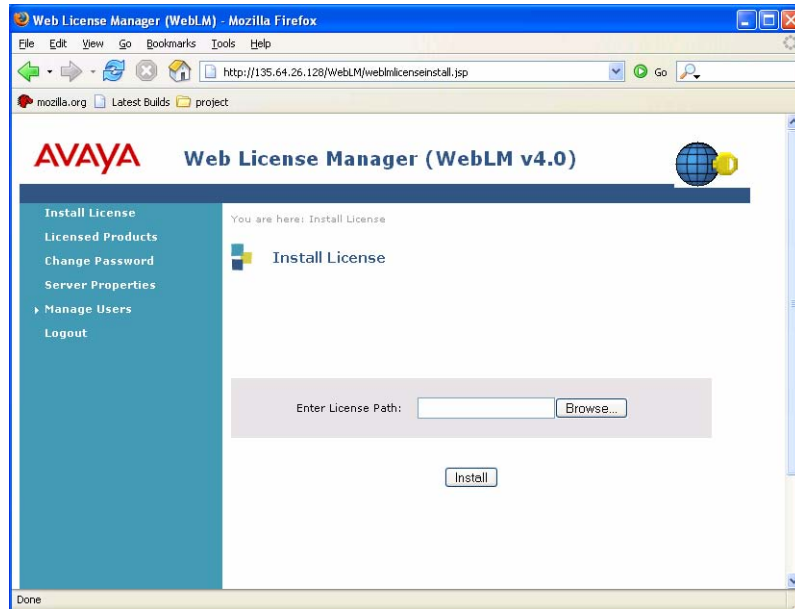 Web License Manager (WebLM) - Mozilla Firefox
File Edit View Go Bookmarks Tools Help
http://135.64.26.128/WebLM/weblmlicenseinstall.jsp Go
mozilla.org Latest Builds project
AVAYA Web License Manager (WebLM v4.0)
Install License
Licensed Products
Change Password
Server Properties
Manage Users
Logout
You are here: Install License
Install License
Enter License Path: Browse...
Install
Done